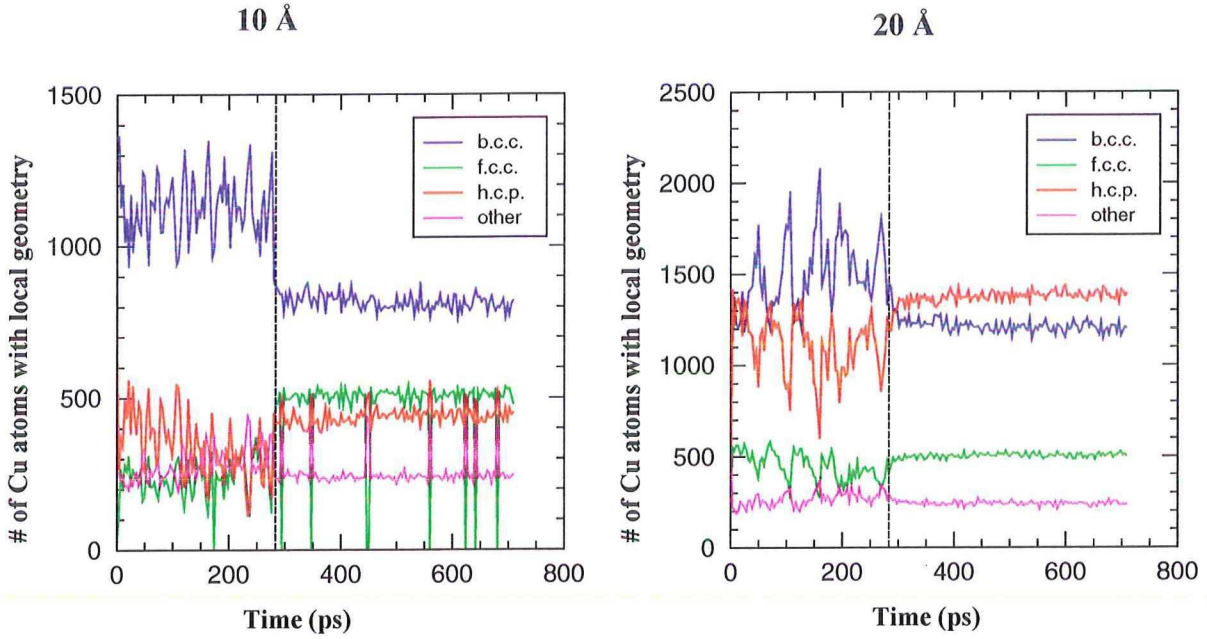 10 Å
# of Cu atoms with local geometry
1500
1000
500
0
b.c.c.
f.c.c.
h.c.p.
other
0 200 400 600 800
Time (ps)
20 Å
# of Cu atoms with local geometry
2500
2000
1500
1000
500
0
b.c.c.
f.c.c.
h.c.p.
other
0 200 400 600 800
Time (ps)